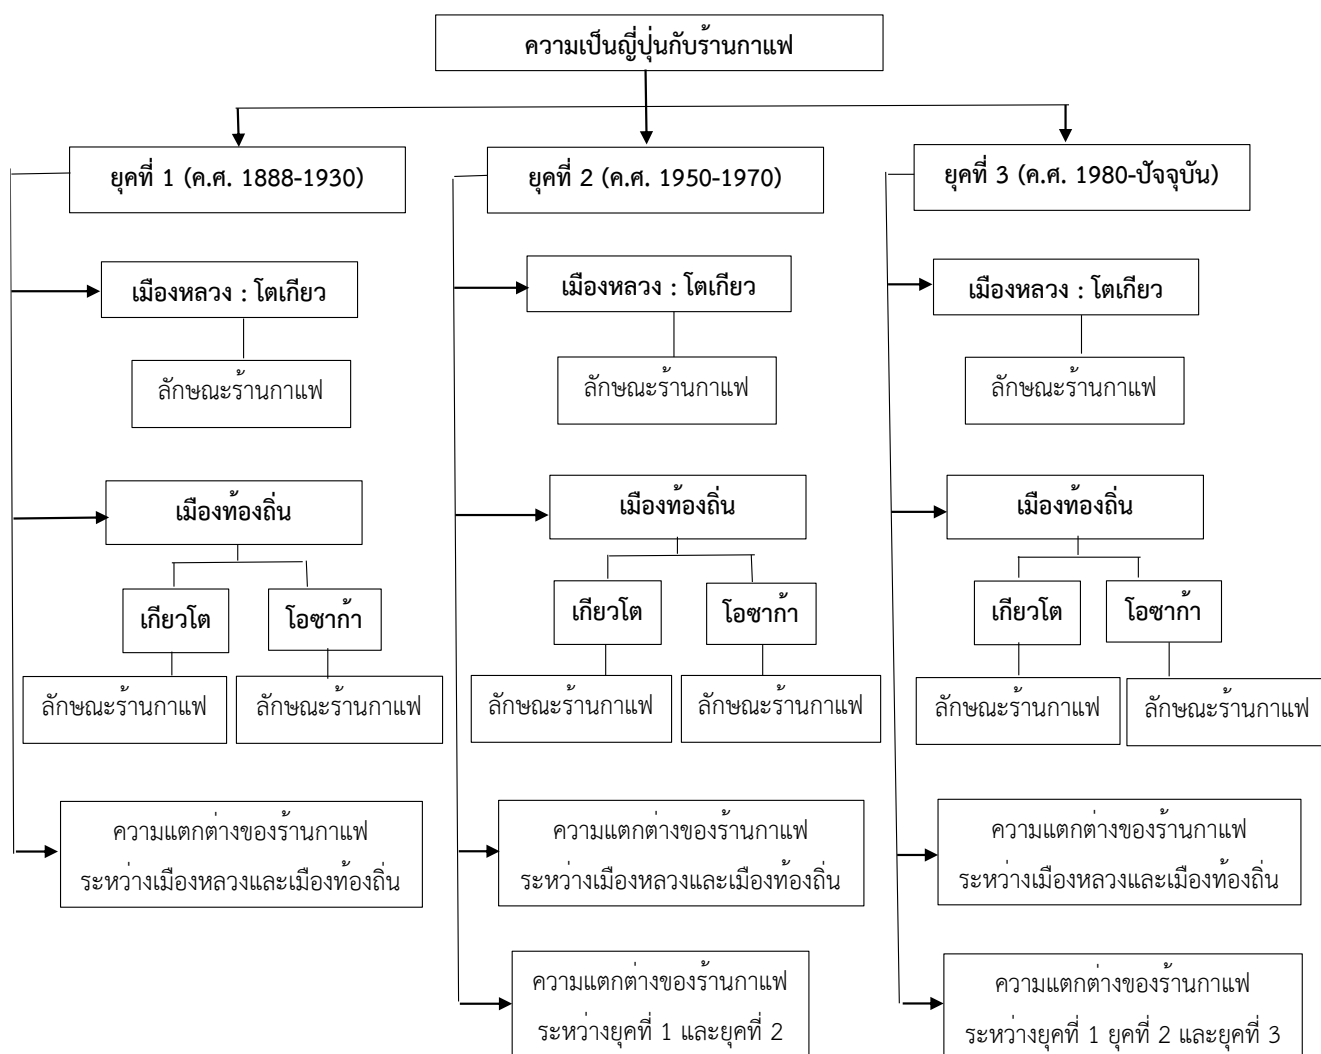 ความเป็นญี่ปุ่นกับร้านกาแฟ
ยุคที่ 1 (ค.ศ. 1888-1930)
ยุคที่ 2 (ค.ศ. 1950-1970)
ยุคที่ 3 (ค.ศ. 1980-ปัจจุบัน)
เมืองหลวง : โตเกียว
เมืองหลวง : โตเกียว
เมืองหลวง : โตเกียว
ลักษณะร้านกาแฟ
ลักษณะร้านกาแฟ
ลักษณะร้านกาแฟ
เมืองท้องถิ่น
เมืองท้องถิ่น
เมืองท้องถิ่น
เกียวโต
โอซาก้า
เกียวโต
โอซาก้า
เกียวโต
โอซาก้า
ลักษณะร้านกาแฟ
ลักษณะร้านกาแฟ
ลักษณะร้านกาแฟ
ลักษณะร้านกาแฟ
ลักษณะร้านกาแฟ
ลักษณะร้านกาแฟ
ความแตกต่างของร้านกาแฟ
ระหว่างเมืองหลวงและเมืองท้องถิ่น
ความแตกต่างของร้านกาแฟ
ระหว่างเมืองหลวงและเมืองท้องถิ่น
ความแตกต่างของร้านกาแฟ
ระหว่างเมืองหลวงและเมืองท้องถิ่น
ความแตกต่างของร้านกาแฟ
ระหว่างยุคที่ 1 และยุคที่ 2
ความแตกต่างของร้านกาแฟ
ระหว่างยุคที่ 1 ยุคที่ 2 และยุคที่ 3